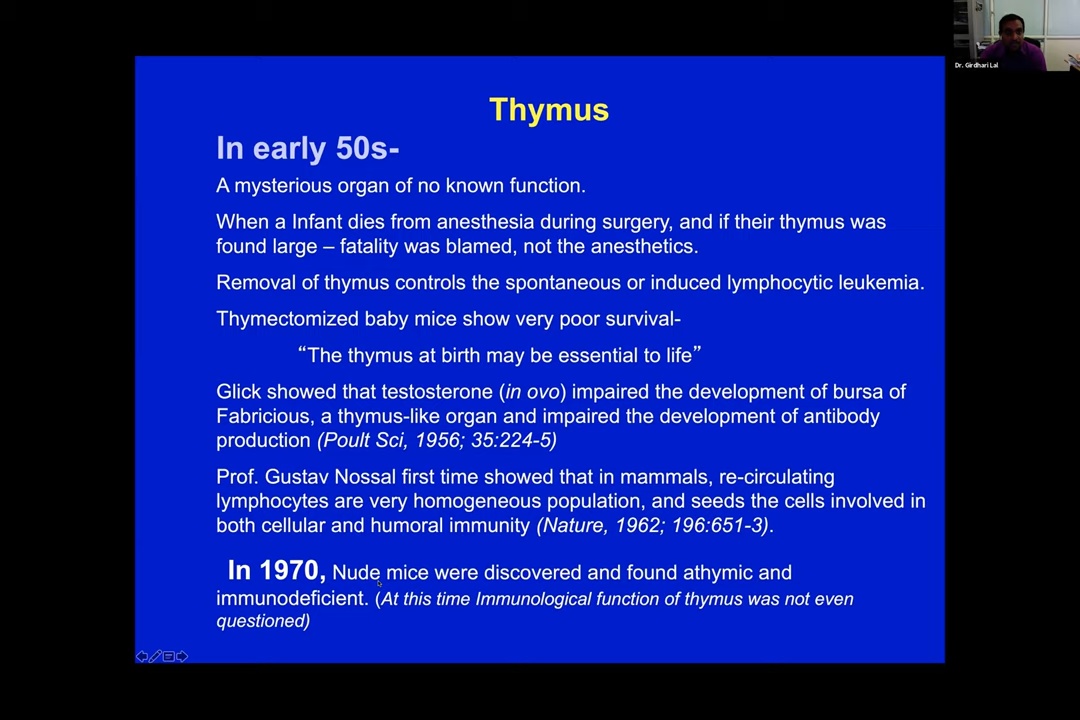 Dr. Girdhari Lal
Thymus
In early 50s-
A mysterious organ of no known function.
When a Infant dies from anesthesia during surgery, and if their thymus was
found large – fatality was blamed, not the anesthetics.
Removal of thymus controls the spontaneous or induced lymphocytic leukemia.
Thymectomized baby mice show very poor survival-
“The thymus at birth may be essential to life”
Glick showed that testosterone (in ovo) impaired the development of bursa of
Fabricious, a thymus-like organ and impaired the development of antibody
production (Poult Sci, 1956; 35:224-5)
Prof. Gustav Nossal first time showed that in mammals, re-circulating
lymphocytes are very homogeneous population, and seeds the cells involved in
both cellular and humoral immunity (Nature, 1962; 196:651-3).
In 1970, Nude mice were discovered and found athymic and
immunodeficient. (At this time Immunological function of thymus was not even
questioned)